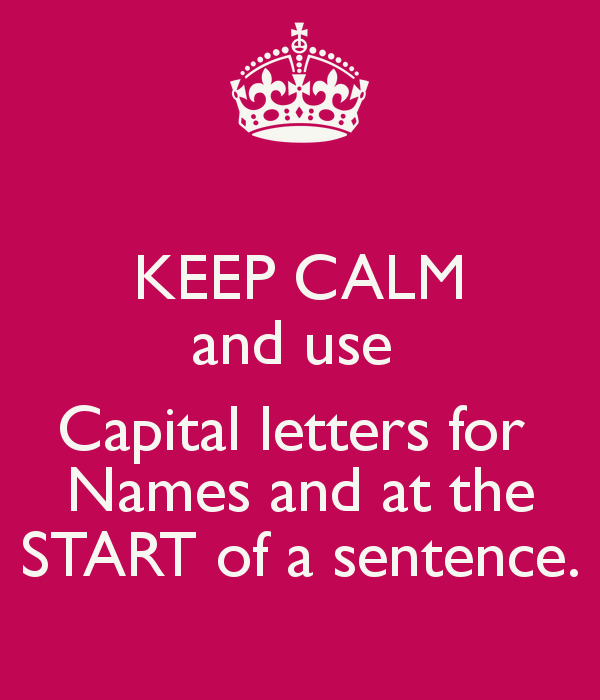 KEEP CALM
and use
Capital letters for
Names and at the
START of a sentence.